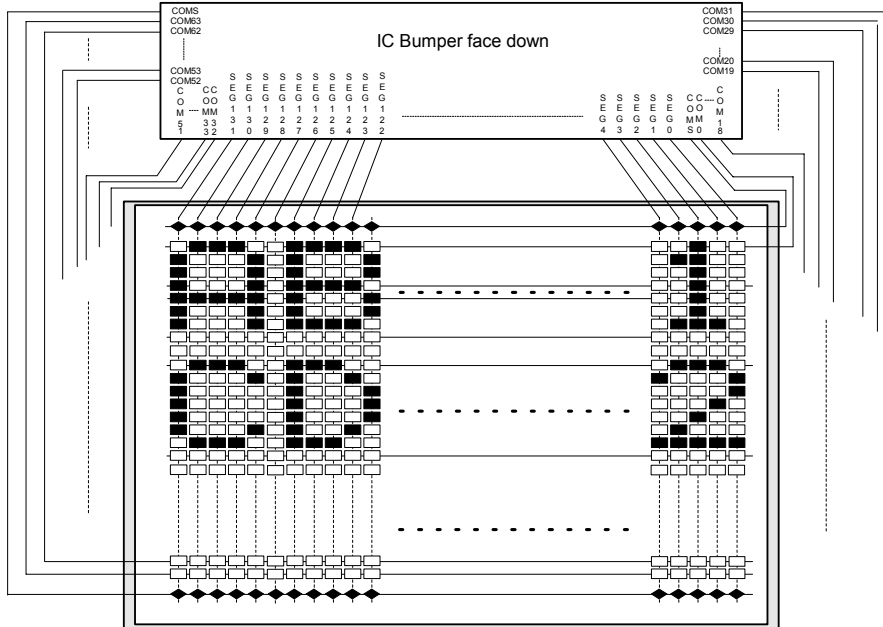 COMS
COM63
COM62
COM53
COM52
COM51
COM33
COM32
SEG131
SEG130
SEG129
SEG128
SEG127
SEG126
SEG125
SEG124
SEG123
SEG122
IC Bumper face down
COM31
COM30
COM29
COM20
COM19
SEG4
SEG3
SEG2
SEG1
SEG0
COMS
COM0
COM18